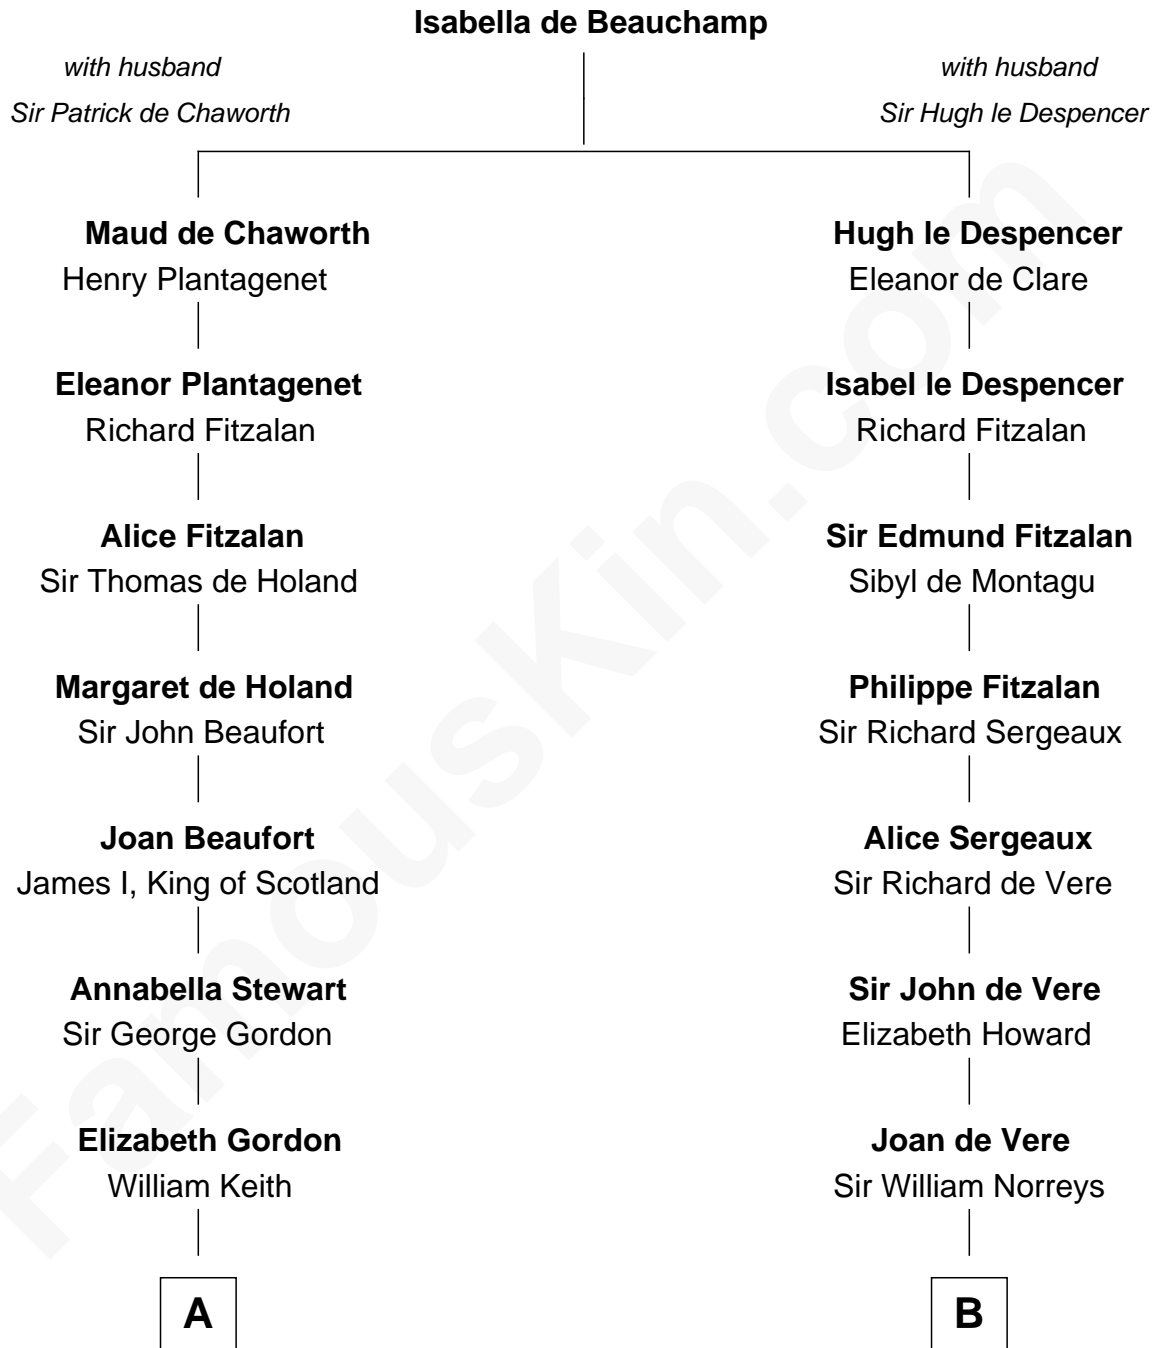 Isabella de Beauchamp
with husband
Sir Patrick de Chaworth
with husband
Sir Hugh le Despencer
Maud de Chaworth
Henry Plantagenet
Hugh le Despencer
Eleanor de Clare
Eleanor Plantagenet
Richard Fitzalan
Isabel le Despencer
Richard Fitzalan
Alice Fitzalan
Sir Thomas de Holand
Sir Edmund Fitzalan
Sibyl de Montagu
Margaret de Holand
Sir John Beaufort
Philippe Fitzalan
Sir Richard Sergeaux
Joan Beaufort
James I, King of Scotland
Alice Sergeaux
Sir Richard de Vere
Annabella Stewart
Sir George Gordon
Sir John de Vere
Elizabeth Howard
Elizabeth Gordon
William Keith
Joan de Vere
Sir William Norreys
A
B
FamousKin.com